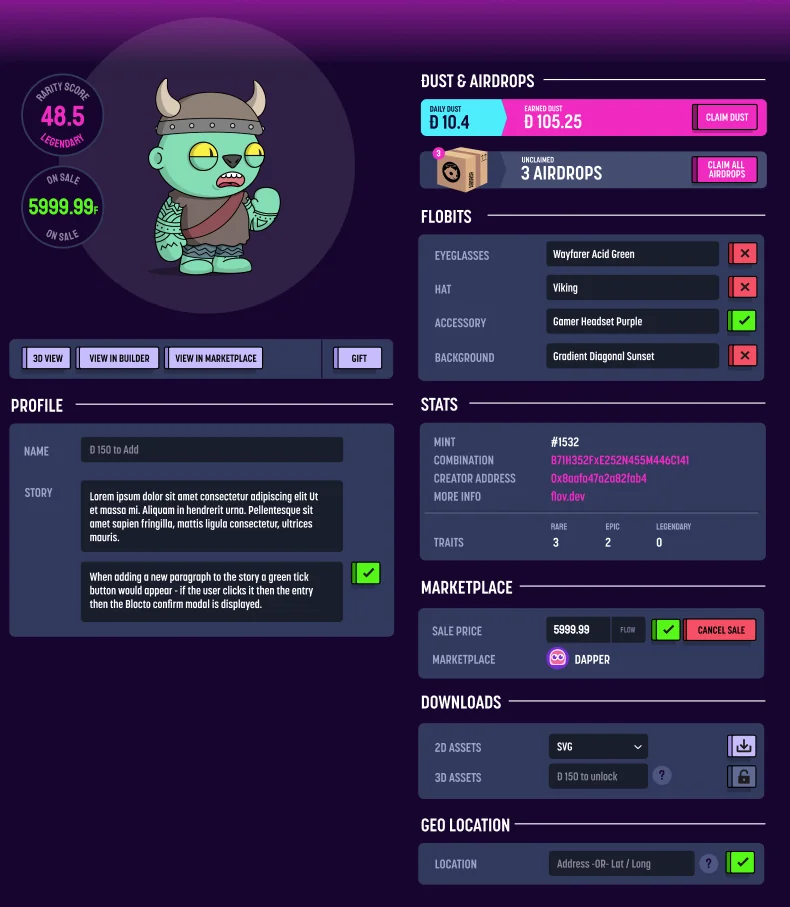 RARITY SCORE
48.5
LEGENDARY
ON SALE
5999.99F
ON SALE
3D VIEW
VIEW IN BUILDER
VIEW IN MARKETPLACE
GIFT
PROFILE
NAME
Đ 150 to Add
STORY
Lorem ipsum dolor sit amet consectetur adipiscing elit Ut
et massa mi. Aliquam in hendrerit urna. Pellentesque sit
amet sapien fringilla, mattis ligula consectetur, ultrices
mauris.
When adding a new paragraph to the story a green tick
button would appear - if the user clicks it then the entry
then the Blocto confirm modal is displayed.
ĐUST & AIRDROPS
DAILY DUST
Đ 10.4
EARNED DUST
Đ 105.25
CLAIM DUST
3
UNCLAIMED
3 AIRDROPS
CLAIM ALL
AIRDROPS
FLOBITS
EYEGLASSES
Wayfarer Acid Green
HAT
Viking
ACCESSORY
Gamer Headset Purple
BACKGROUND
Gradient Diagonal Sunset
STATS
MINT
#1532
COMBINATION
B71H352FxE252N455M446C141
CREATOR ADDRESS
0x8aafa47a2a82fab4
MORE INFO
flov.dev
RARE
EPIC
LEGENDARY
TRAITS
3
2
0
MARKETPLACE
SALE PRICE
5999.99
FLOW
CANCEL SALE
MARKETPLACE
DAPPER
DOWNLOADS
2D ASSETS
SVG
3D ASSETS
Đ 150 to unlock
?
GEO LOCATION
LOCATION
Address -OR- Lat / Long
?